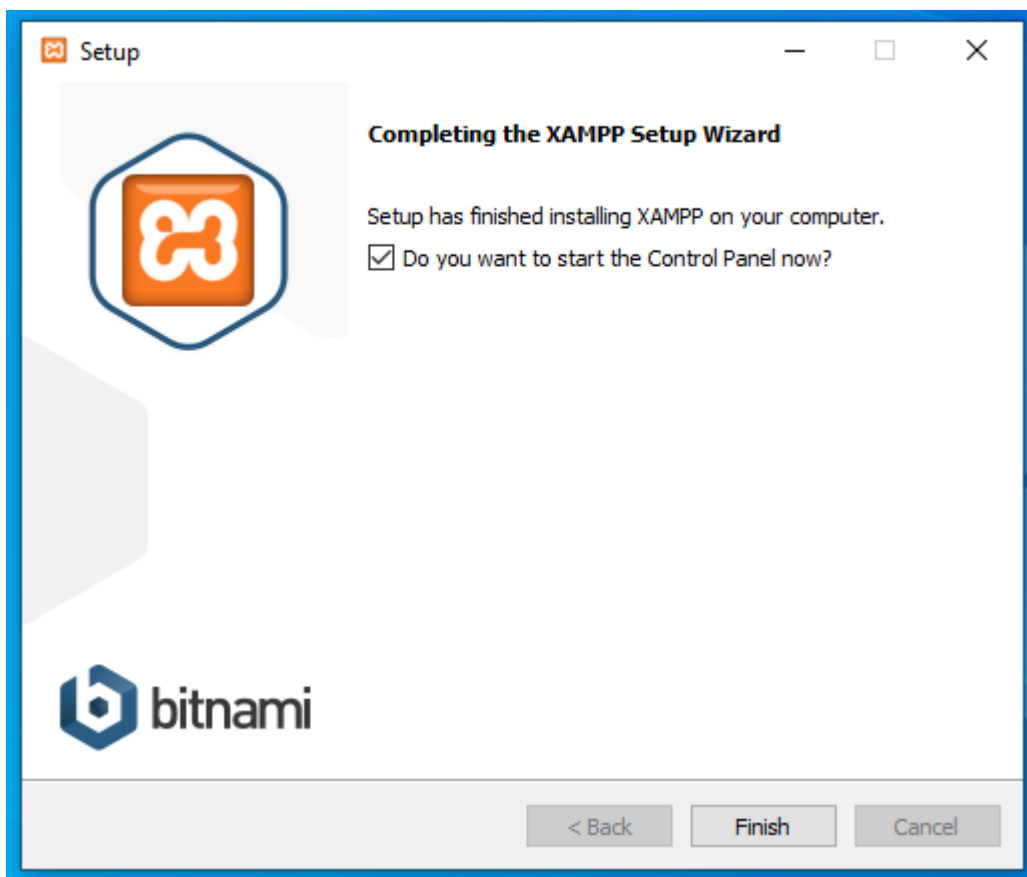 Setup
Completing the XAMPP Setup Wizard
Setup has finished installing XAMPP on your computer.
Do you want to start the Control Panel now?
bitnami
< Back
Finish
Cancel